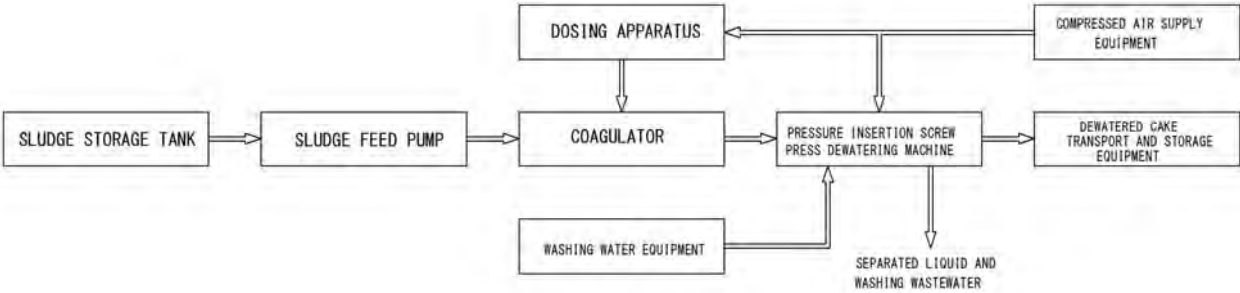 DOSING APPARATUS
COMPRESSED AIR SUPPLY
EQUIPMENT
SLUDGE STORAGE TANK
SLUDGE FEED PUMP
COAGULATOR
PRESSURE INSERTION SCREW
PRESS DEWATERING MACHINE
DEWATERED CAKE
TRANSPORT AND STORAGE
EQUIPMENT
WASHING WATER EQUIPMENT
SEPARATED LIQUID AND
WASHING WASTEWATER